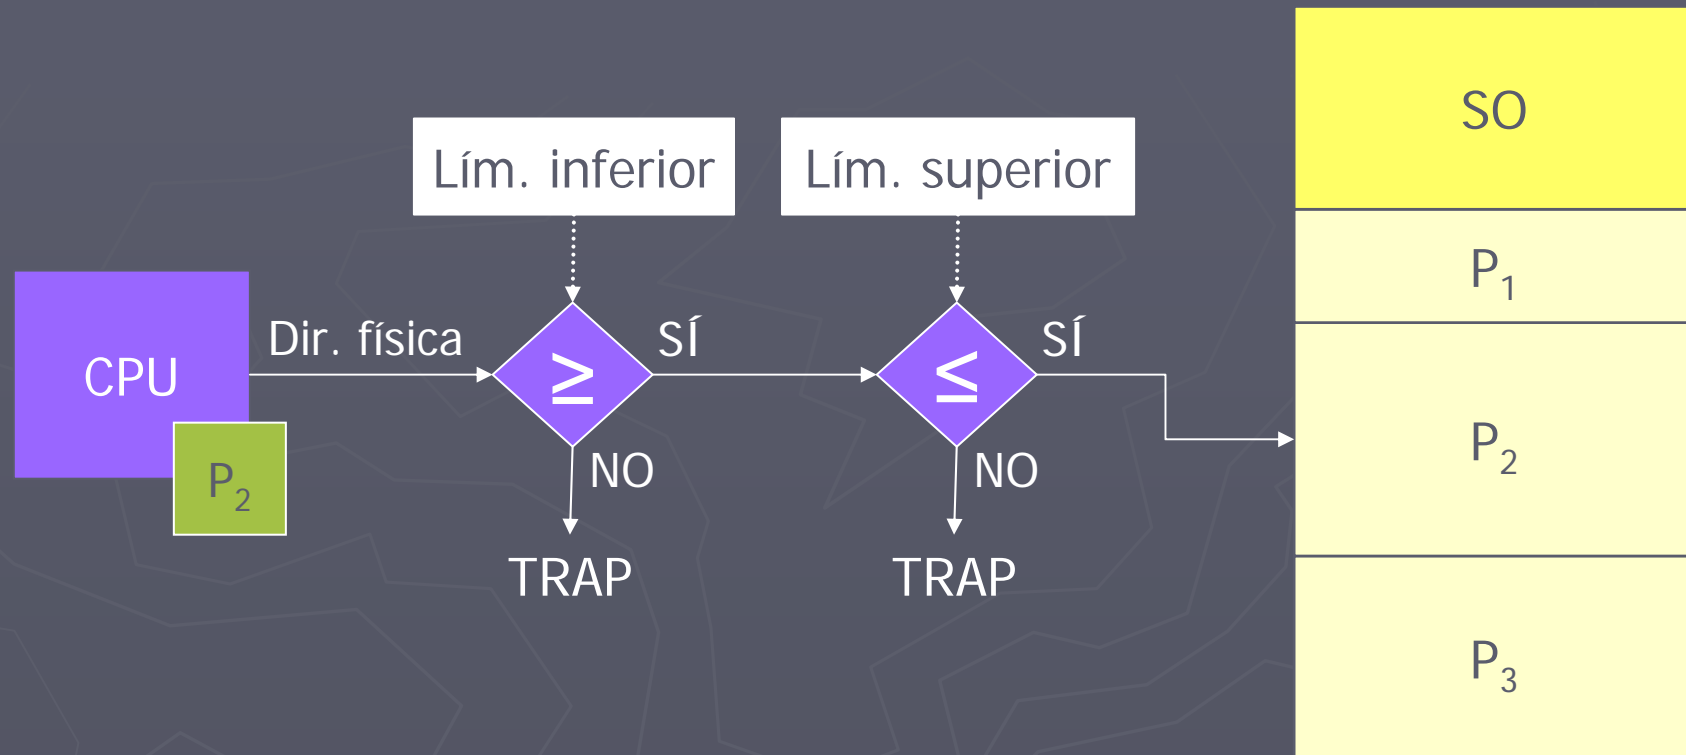 SO
Lím. inferior
Lím. superior
P₁
Dir. física
SÍ
SÍ
CPU
≥
≤
P₂
P₂
NO
NO
TRAP
TRAP
P₃